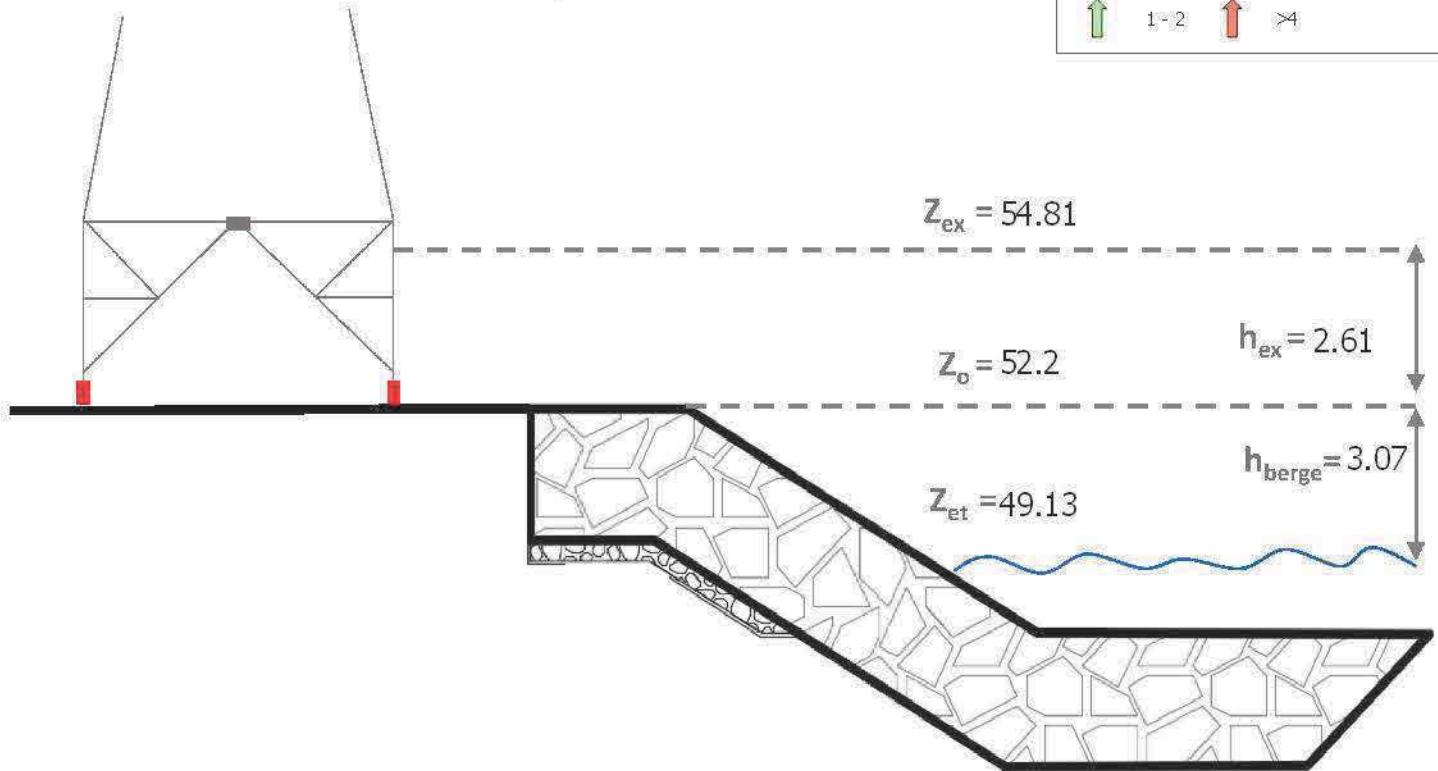 1 - 2 >4
Z_ex = 54.81
h_ex = 2.61
Z_o = 52.2
h_berge = 3.07
Z_et = 49.13